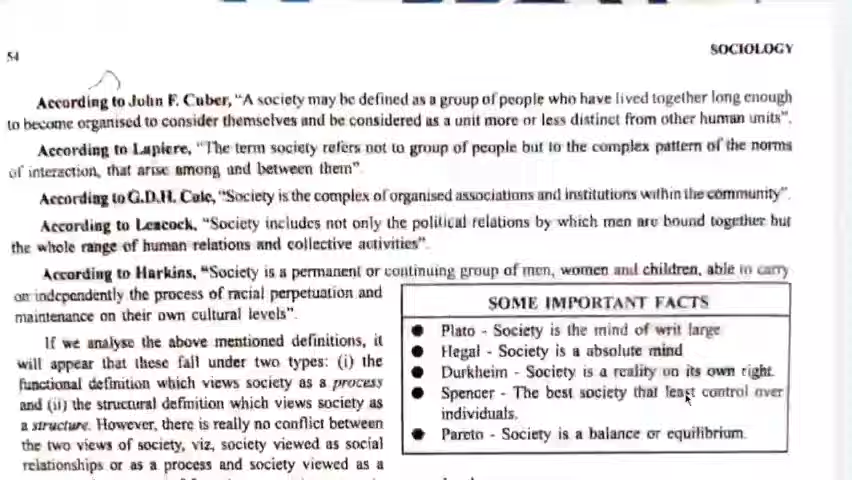 54
SOCIOLOGY
According to John F. Cuber, “A society may be defined as a group of people who have lived together long enough
to become organised to consider themselves and be considered as a unit more or less distinct from other human units”.
According to Lapiere, “The term society refers not to group of people but to the complex pattern of the norms
of interaction, that arise among and between them”.
According to G.D.H. Cole, “Society is the complex of organised associations and institutions within the community”.
According to Leacock, “Society includes not only the political relations by which men are bound together but
the whole range of human relations and collective activities”.
According to Harkins, “Society is a permanent or continuing group of men, women and children, able to carry
on independently the process of racial perpetuation and
maintenance on their own cultural levels”.
If we analyse the above mentioned definitions, it
will appear that these fall under two types: (i) the
functional definition which views society as a process
and (ii) the structural definition which views society as
a structure. However, there is really no conflict between
the two views of society, viz, society viewed as social
relationships or as a process and society viewed as a
SOME IMPORTANT FACTS
● Plato - Society is the mind of writ large
● Hegal - Society is a absolute mind
● Durkheim - Society is a reality on its own right.
● Spencer - The best society that least control over
individuals.
● Pareto - Society is a balance or equilibrium.